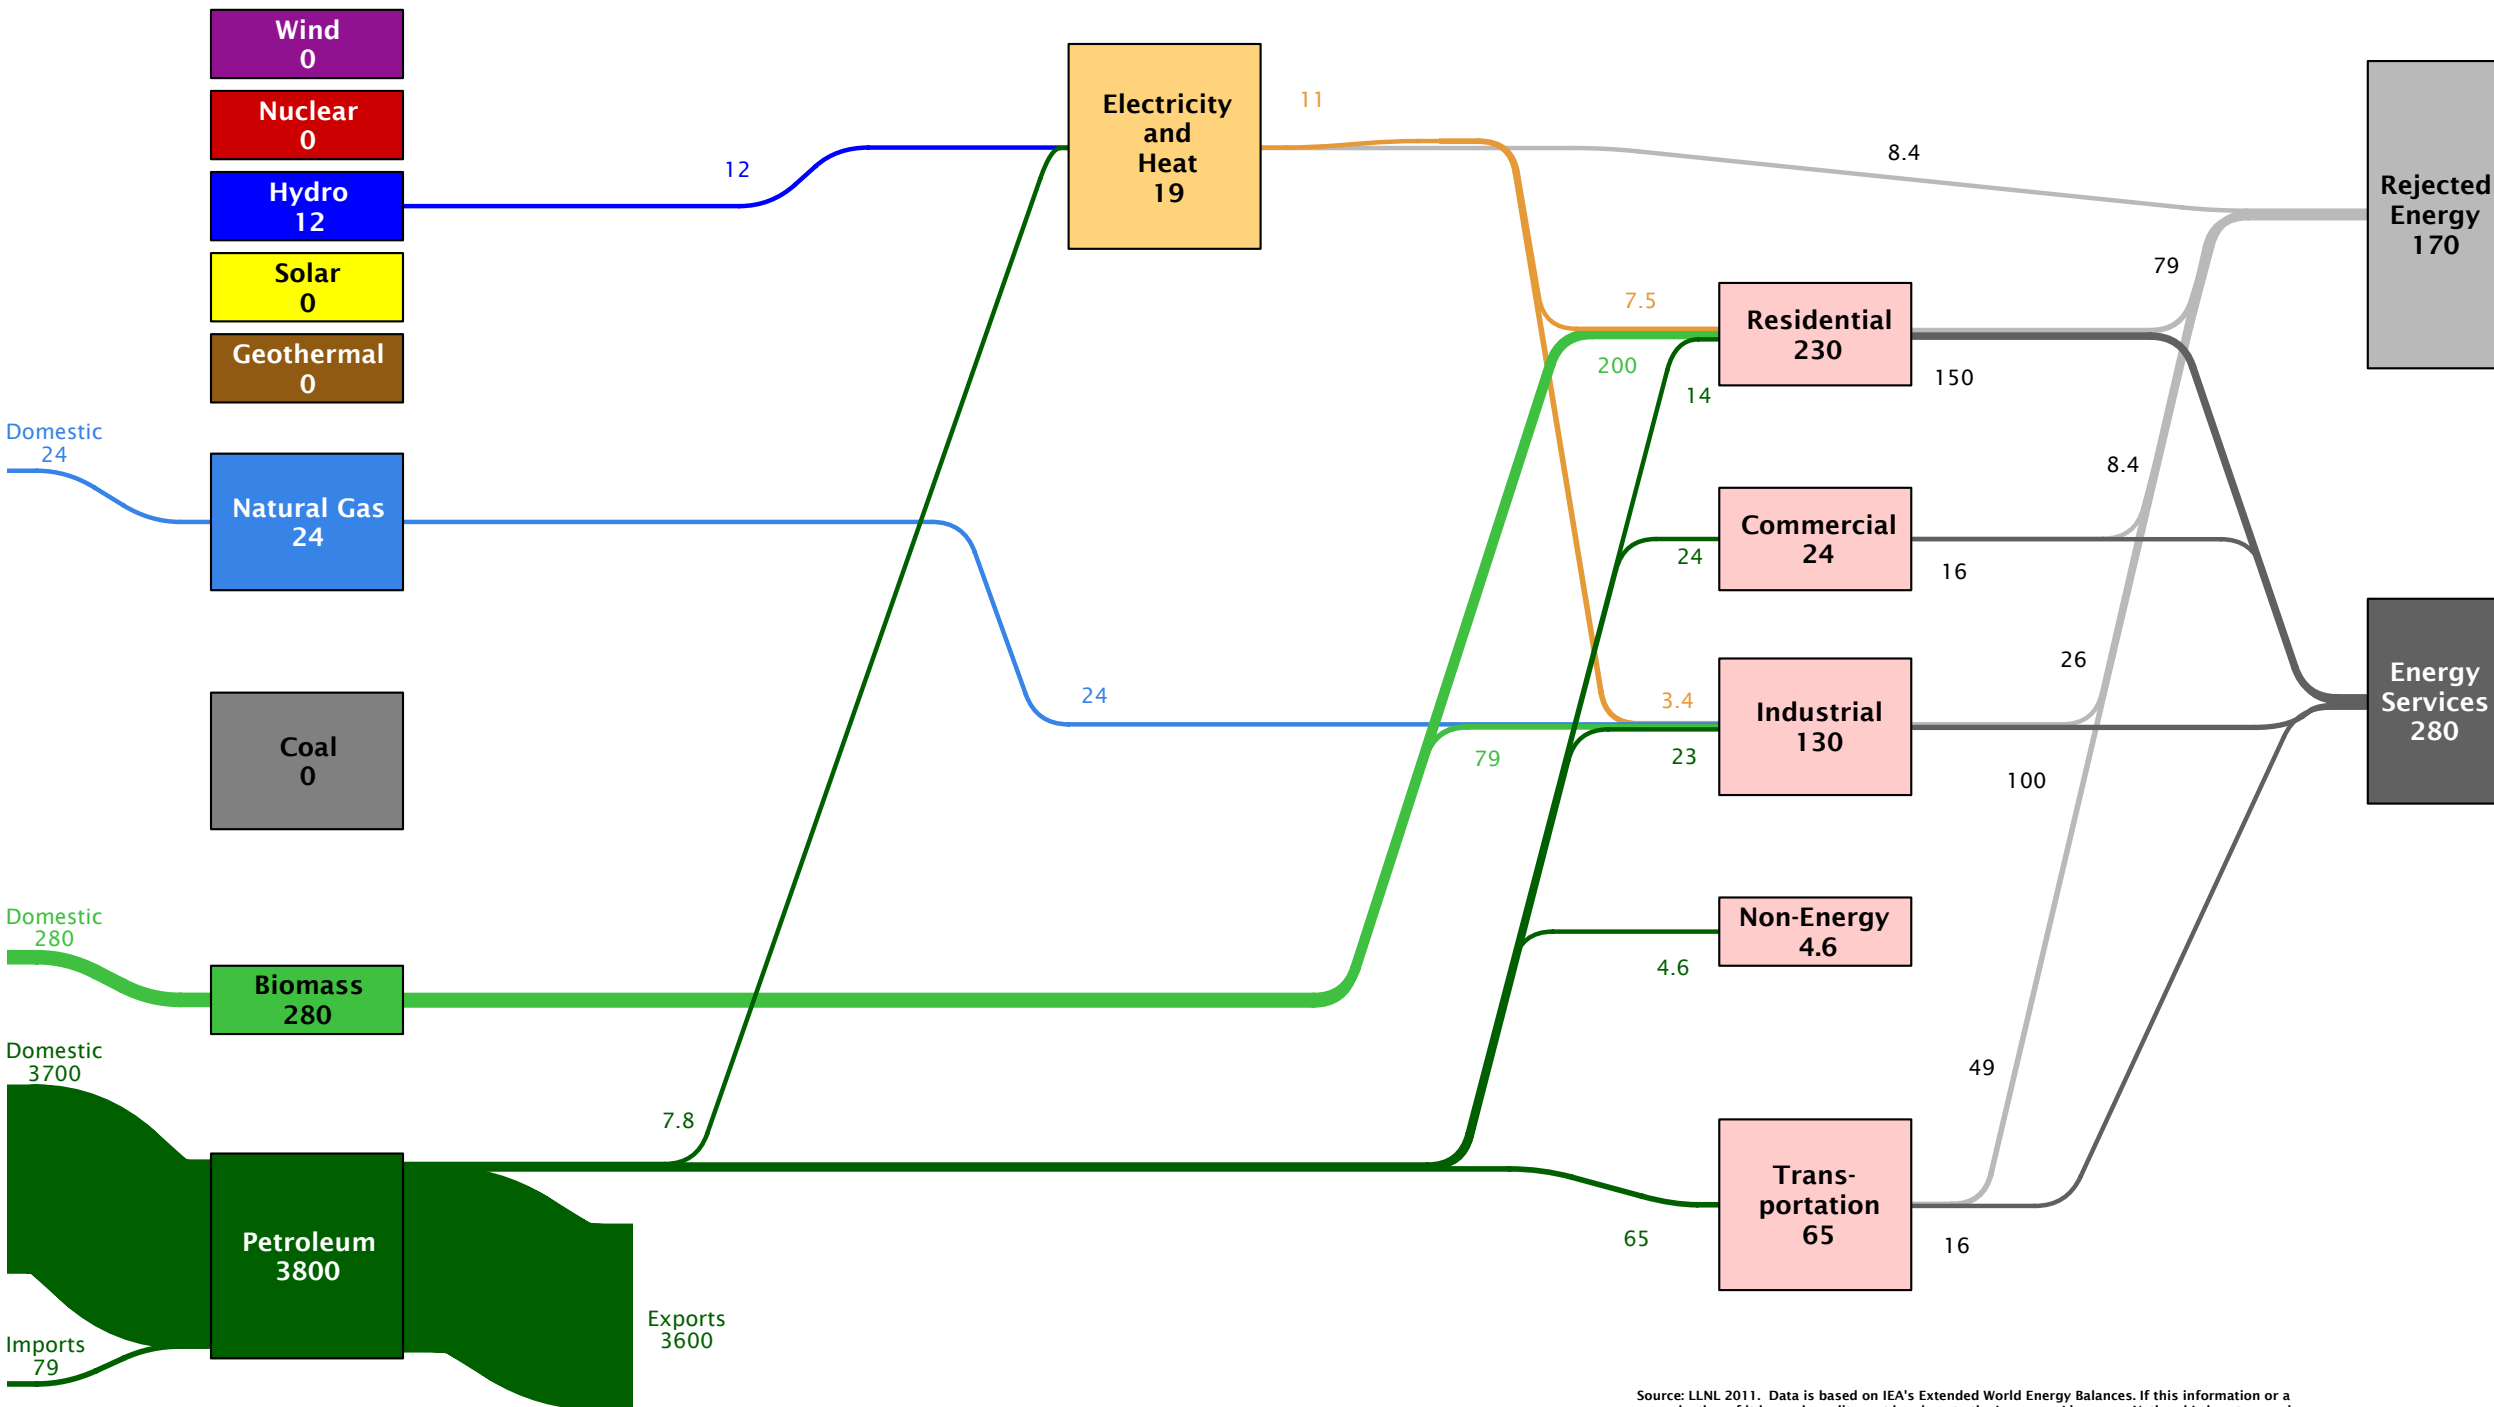 Wind
0
Nuclear
0
Hydro
12
Solar
0
Geothermal
0
Domestic
24
Natural Gas
24
Coal
0
Domestic
280
Biomass
280
Domestic
3700
Petroleum
3800
Imports
79
Exports
3600
12
7.8
24
Electricity
and
Heat
19
11
8.4
7.5
200
14
24
3.4
79
23
4.6
65
Residential
230
Commercial
24
Industrial
130
Non-Energy
4.6
Trans-
portation
65
79
150
8.4
16
26
100
49
16
Rejected
Energy
170
Energy
Services
280
Source: LLNL 2011. Data is based on IEA's Extended World Energy Balances. If this information or a